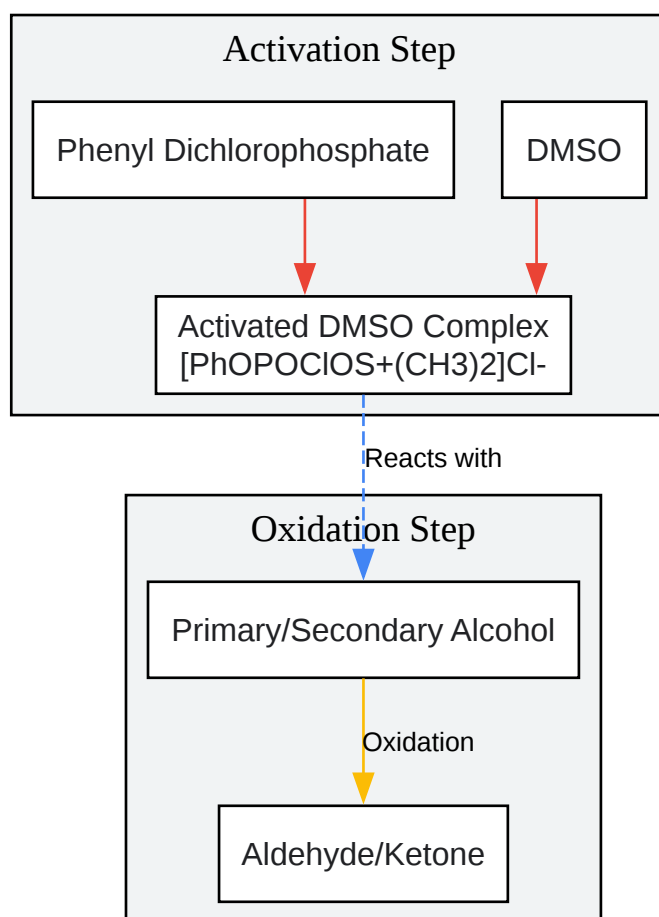 Activation Step
Phenyl Dichlorophosphate
DMSO
Activated DMSO Complex
[PhOPOClOS+(CH3)2]Cl-
Reacts with
Oxidation Step
Primary/Secondary Alcohol
Oxidation
Aldehyde/Ketone